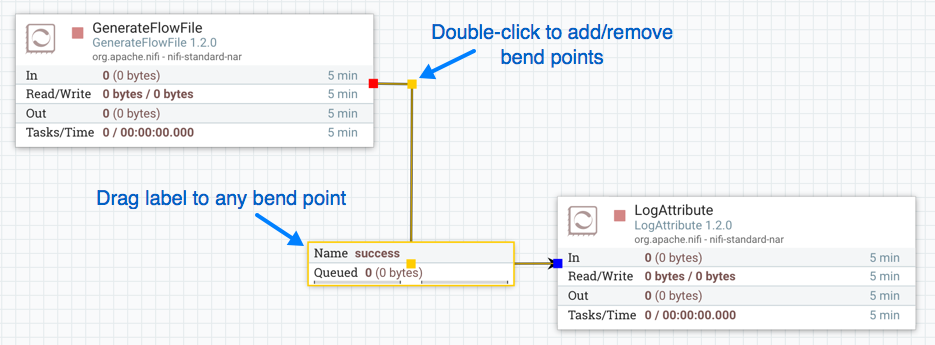 GenerateFlowFile
GenerateFlowFile 1.2.0
org.apache.nifi - nifi-standard-nar
In 0 (0 bytes) 5 min
Read/Write 0 bytes / 0 bytes 5 min
Out 0 (0 bytes) 5 min
Tasks/Time 0 / 00:00:00.000 5 min
Double-click to add/remove
bend points
Drag label to any bend point
Name success
Queued 0 (0 bytes)
LogAttribute
LogAttribute 1.2.0
org.apache.nifi - nifi-standard-nar
In 0 (0 bytes) 5 min
Read/Write 0 bytes / 0 bytes 5 min
Out 0 (0 bytes) 5 min
Tasks/Time 0 / 00:00:00.000 5 min